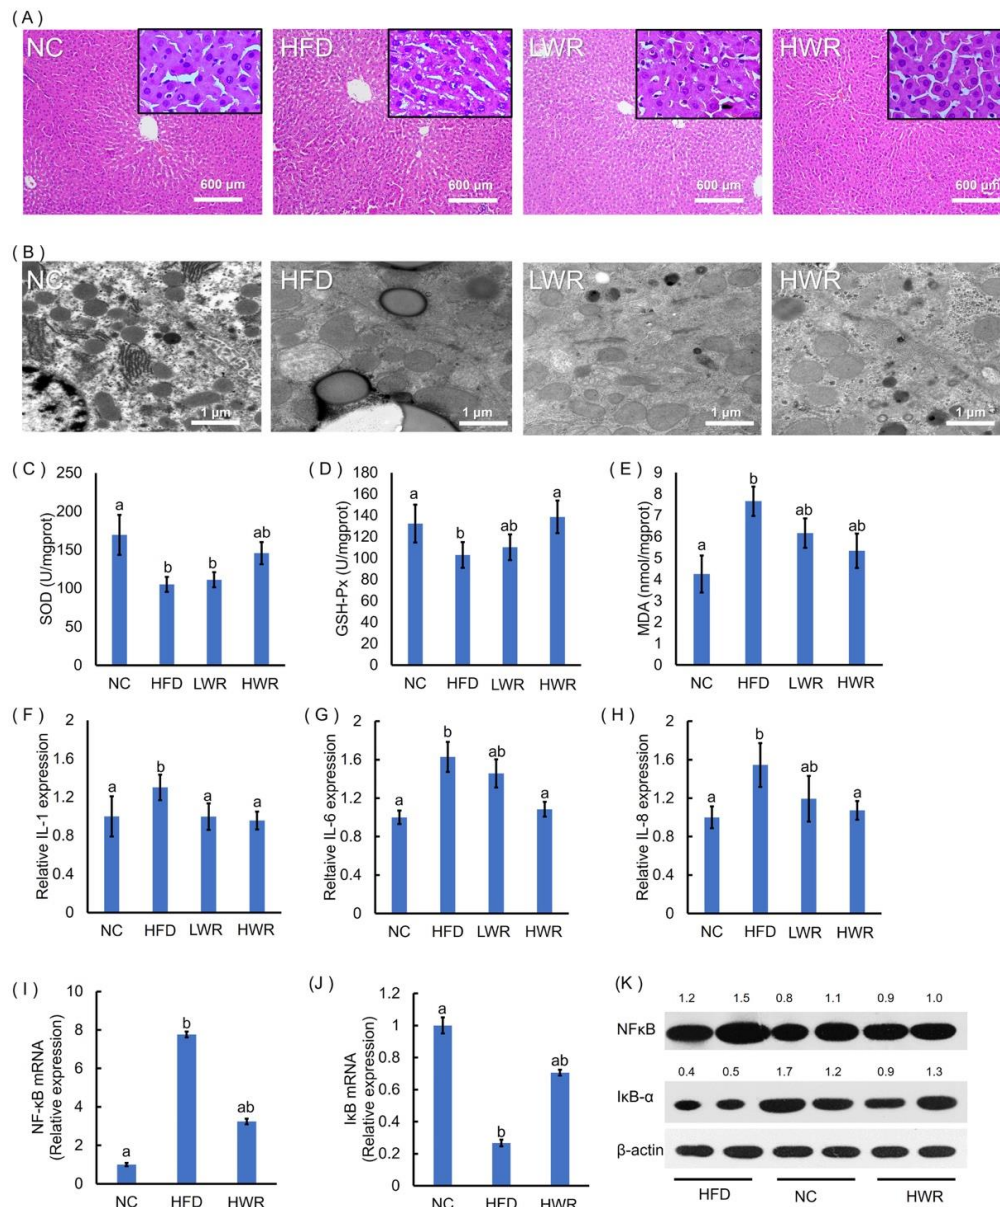 ( A )
NC HFD LWR HWR
600 µm 600 µm 600 µm 600 µm
( B )
NC HFD LWR HWR
1 µm 1 µm 1 µm 1 µm
( C )
SOD (U/mgprot)
250
200
150
100
50
0
a b b ab
NC HFD LWR HWR
( D )
GSH-Px (U/mgprot)
180
160
140
120
100
80
60
40
20
0
a b ab a
NC HFD LWR HWR
( E )
MDA (nmol/mgprot)
9
8
7
6
5
4
3
2
1
0
a b ab ab
NC HFD LWR HWR
( F )
Relative IL-1 expression
2
1.6
1.2
0.8
0.4
0
a b a a
NC HFD LWR HWR
( G )
Reltaive IL-6 expression
2
1.6
1.2
0.8
0.4
0
a b ab a
NC HFD LWR HWR
( H )
Relative IL-8 expression
2
1.6
1.2
0.8
0.4
0
a b ab a
NC HFD LWR HWR
( I )
NF-κB mRNA
(Relative expression)
10
8
6
4
2
0
a b ab
NC HFD HWR
( J )
IκB mRNA
(Relative expression)
1.2
1
0.8
0.6
0.4
0.2
0
a b ab
NC HFD HWR
(K)
1.2 1.5 0.8 1.1 0.9 1.0
NFκB
0.4 0.5 1.7 1.2 0.9 1.3
IκB-α
β-actin
HFD NC HWR